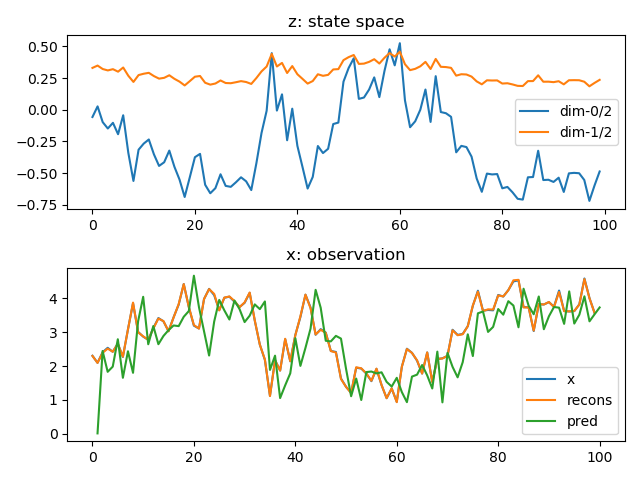 z: state space
0.50
0.25
0.00
−0.25
−0.50
−0.75
dim-0/2
dim-1/2
0 20 40 60 80 100
x: observation
4
3
2
1
0
x
recons
pred
0 20 40 60 80 100